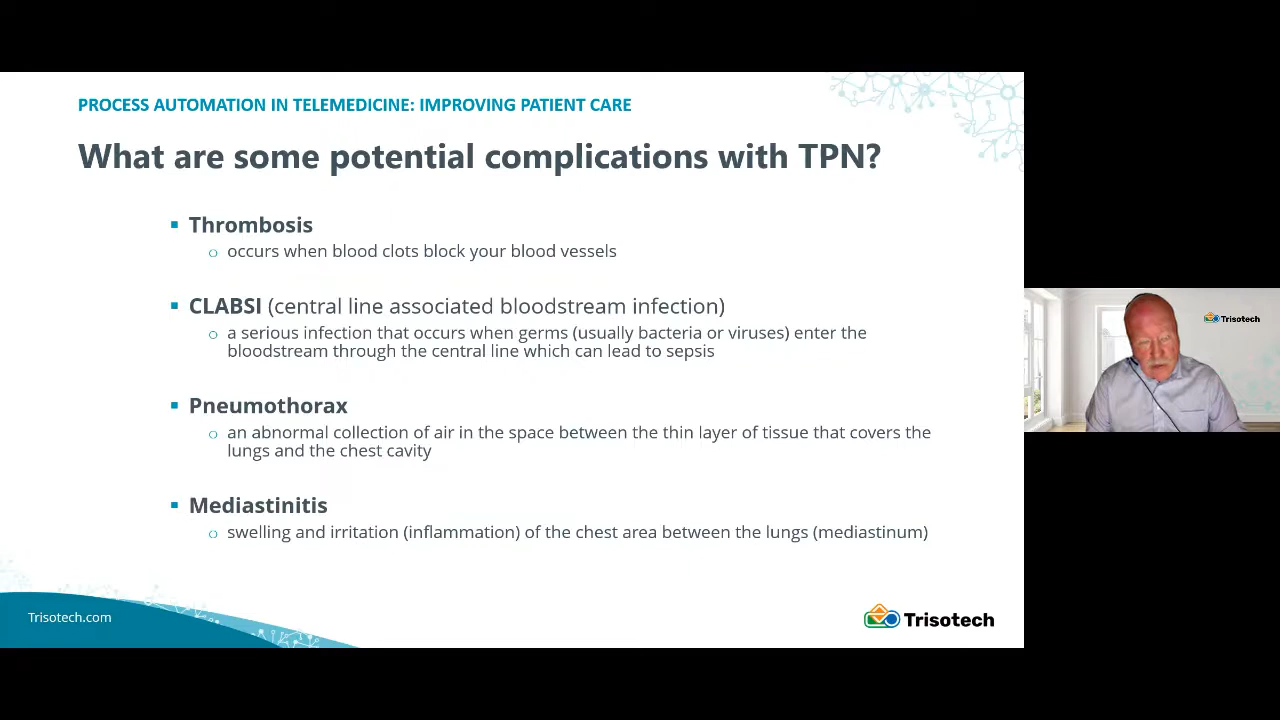 PROCESS AUTOMATION IN TELEMEDICINE: IMPROVING PATIENT CARE
What are some potential complications with TPN?
▪ Thrombosis
o occurs when blood clots block your blood vessels
▪ CLABSI (central line associated bloodstream infection)
o a serious infection that occurs when germs (usually bacteria or viruses) enter the
bloodstream through the central line which can lead to sepsis
▪ Pneumothorax
o an abnormal collection of air in the space between the thin layer of tissue that covers the
lungs and the chest cavity
▪ Mediastinitis
o swelling and irritation (inflammation) of the chest area between the lungs (mediastinum)
Trisotech.com
Trisotech
Trisotech